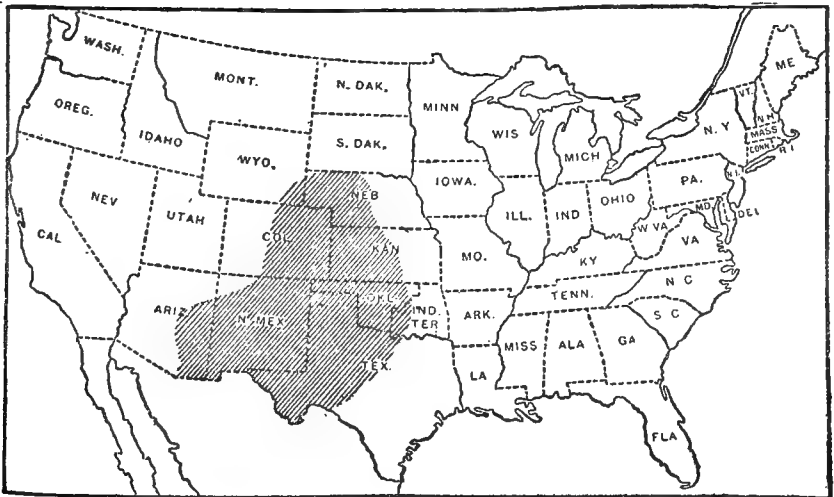 WASH.
MONT.
N. DAK.
MINN
ME
OREG.
IDAHO
S. DAK.
WIS
MICH
N. Y
VT.
N H
MASS
CONN.
R I
WYO.
IOWA.
PA.
N.J.
NEV
UTAH
NEB
ILL.
IND
OHIO
MD.
DEL
CAL
COL
KAN
MO.
W VA
VA
KY
ARIZ
N. MEX
OKL
IND.
TER
ARK.
TENN.
N C
S C
TEX.
LA
MISS
ALA
GA
FLA